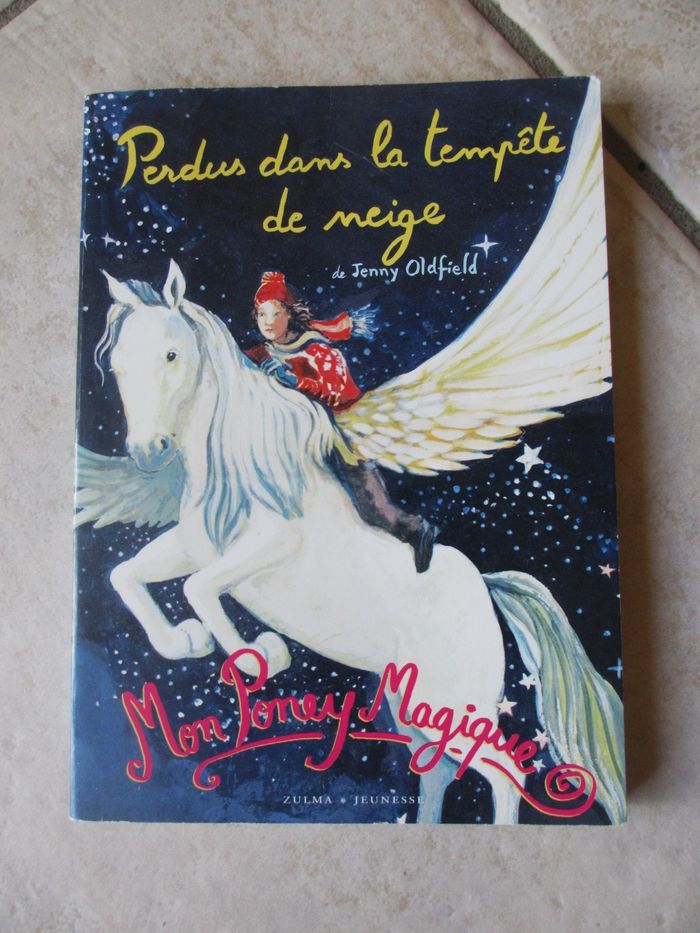 Perdus dans la tempête
de neige
de Jenny Oldfield
Mon Poney Magique
ZULMA * JEUNESSE